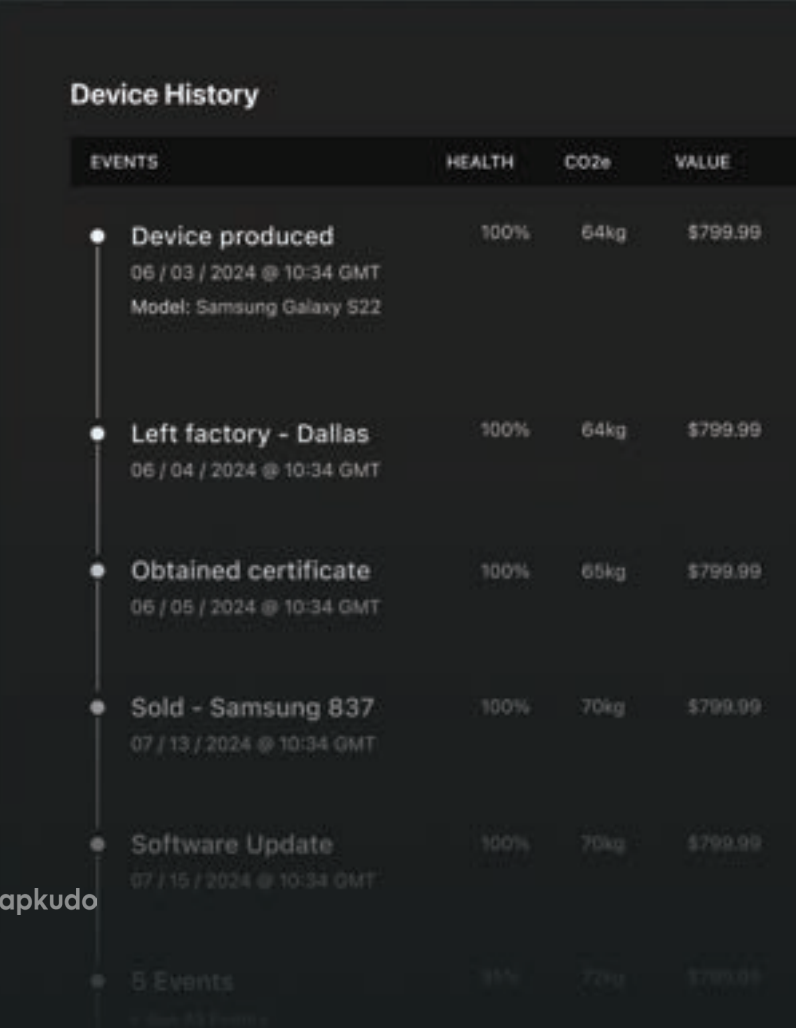 Device History
EVENTS HEALTH CO2e VALUE
Device produced 100% 64kg $799.99
06 / 03 / 2024 @ 10:34 GMT
Model: Samsung Galaxy S22
Left factory - Dallas 100% 64kg $799.99
06 / 04 / 2024 @ 10:34 GMT
Obtained certificate 100% 65kg $799.99
06 / 05 / 2024 @ 10:34 GMT
Sold - Samsung 837 100% 70kg $799.99
07 / 13 / 2024 @ 10:34 GMT
Software Update 100% 70kg $799.99
07 / 15 / 2024 @ 10:34 GMT
apkudo
5 Events 72kg